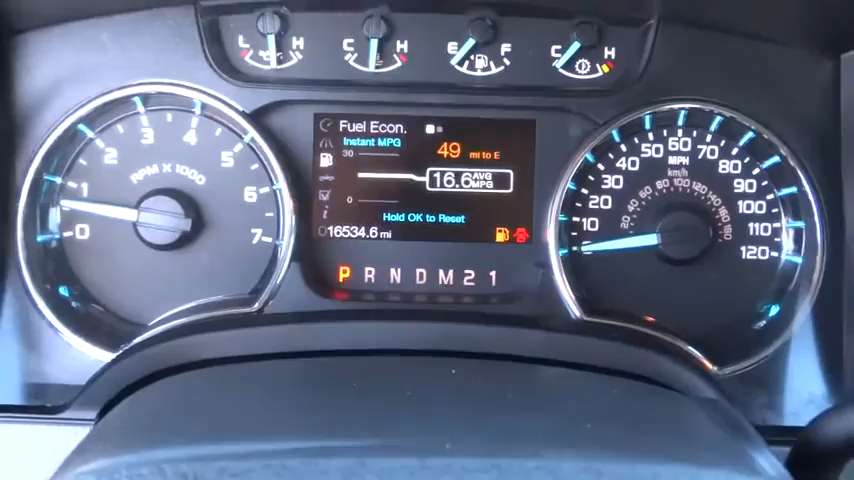 L H
C H
E F
C H
0 1 2 3 4 5 6 7
RPM X 1000
Fuel Econ.
Instant MPG
30
49 mi to E
16.6 AVG MPG
0
Hold OK to Reset
016534.6 mi
P R N D M 2 1
10 20 30 40 50 60 70 80 90 100 110 120
MPH
km/h
20 40 60 80 100 120 140 160